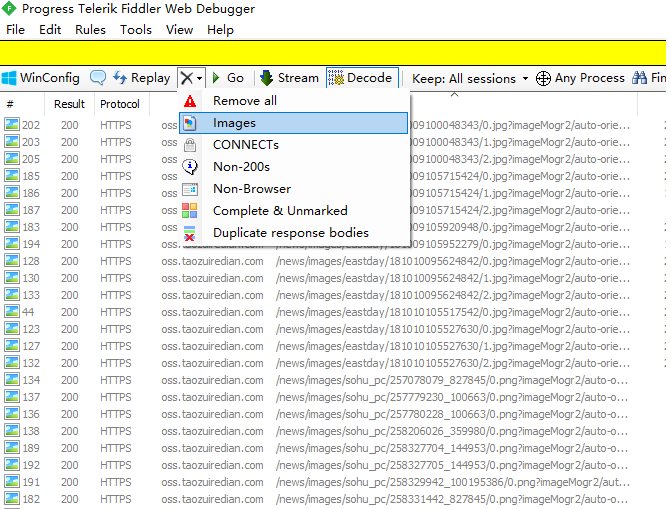 Progress Telerik Fiddler Web Debugger
File Edit Rules Tools View Help
WinConfig Replay Go Stream Decode Keep: All sessions Any Process Fin
# Result Protocol
Remove all
Images
CONNECTs
Non-200s
Non-Browser
Complete & Unmarked
Duplicate response bodies
202 200 HTTPS oss. 009100048343/0.jpg?imageMogr2/auto-orie...
203 200 HTTPS oss. 009100048343/1.jpg?imageMogr2/auto-orie...
205 200 HTTPS oss. 009100048343/2.jpg?imageMogr2/auto-orie...
185 200 HTTPS oss. 009105715424/0.jpg?imageMogr2/auto-orie...
186 200 HTTPS oss. 009105715424/1.jpg?imageMogr2/auto-orie...
187 200 HTTPS oss. 009105715424/2.jpg?imageMogr2/auto-orie...
183 200 HTTPS oss. 009105920948/0.jpg?imageMogr2/auto-orie...
194 200 HTTPS oss.taozuiredian.com /news/images/eastday/181009105952279/0.jpg?imageMogr2/auto-orie...
128 200 HTTPS oss.taozuiredian.com /news/images/eastday/181010095624842/0.jpg?imageMogr2/auto-orie...
130 200 HTTPS oss.taozuiredian.com /news/images/eastday/181010095624842/1.jpg?imageMogr2/auto-orie...
133 200 HTTPS oss.taozuiredian.com /news/images/eastday/181010095624842/2.jpg?imageMogr2/auto-orie...
44 200 HTTPS oss.taozuiredian.com /news/images/eastday/181010105517542/0.jpg?imageMogr2/auto-orie...
123 200 HTTPS oss.taozuiredian.com /news/images/eastday/181010105527630/0.jpg?imageMogr2/auto-orie...
127 200 HTTPS oss.taozuiredian.com /news/images/eastday/181010105527630/1.jpg?imageMogr2/auto-orie...
132 200 HTTPS oss.taozuiredian.com /news/images/eastday/181010105527630/2.jpg?imageMogr2/auto-orie...
134 200 HTTPS oss.taozuiredian.com /news/images/sohu_pc/257078079_827845/0.png?imageMogr2/auto-o...
137 200 HTTPS oss.taozuiredian.com /news/images/sohu_pc/257779230_100663/0.png?imageMogr2/auto-o...
136 200 HTTPS oss.taozuiredian.com /news/images/sohu_pc/257780228_100663/0.png?imageMogr2/auto-o...
138 200 HTTPS oss.taozuiredian.com /news/images/sohu_pc/258206026_359980/0.png?imageMogr2/auto-o...
189 200 HTTPS oss.taozuiredian.com /news/images/sohu_pc/258327704_144953/0.png?imageMogr2/auto-o...
192 200 HTTPS oss.taozuiredian.com /news/images/sohu_pc/258327705_144953/0.png?imageMogr2/auto-o...
191 200 HTTPS oss.taozuiredian.com /news/images/sohu_pc/258329942_100195386/0.png?imageMogr2/aut...
182 200 HTTPS oss.taozuiredian.com /news/images/sohu_pc/258331442_827845/0.png?imageMogr2/auto-o...